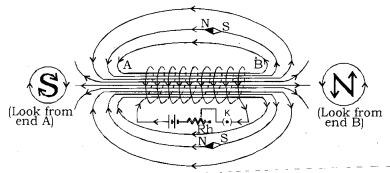 N S
A B
S
N
(Look from
end A)
(Look from
end B)
K
Rh
N S